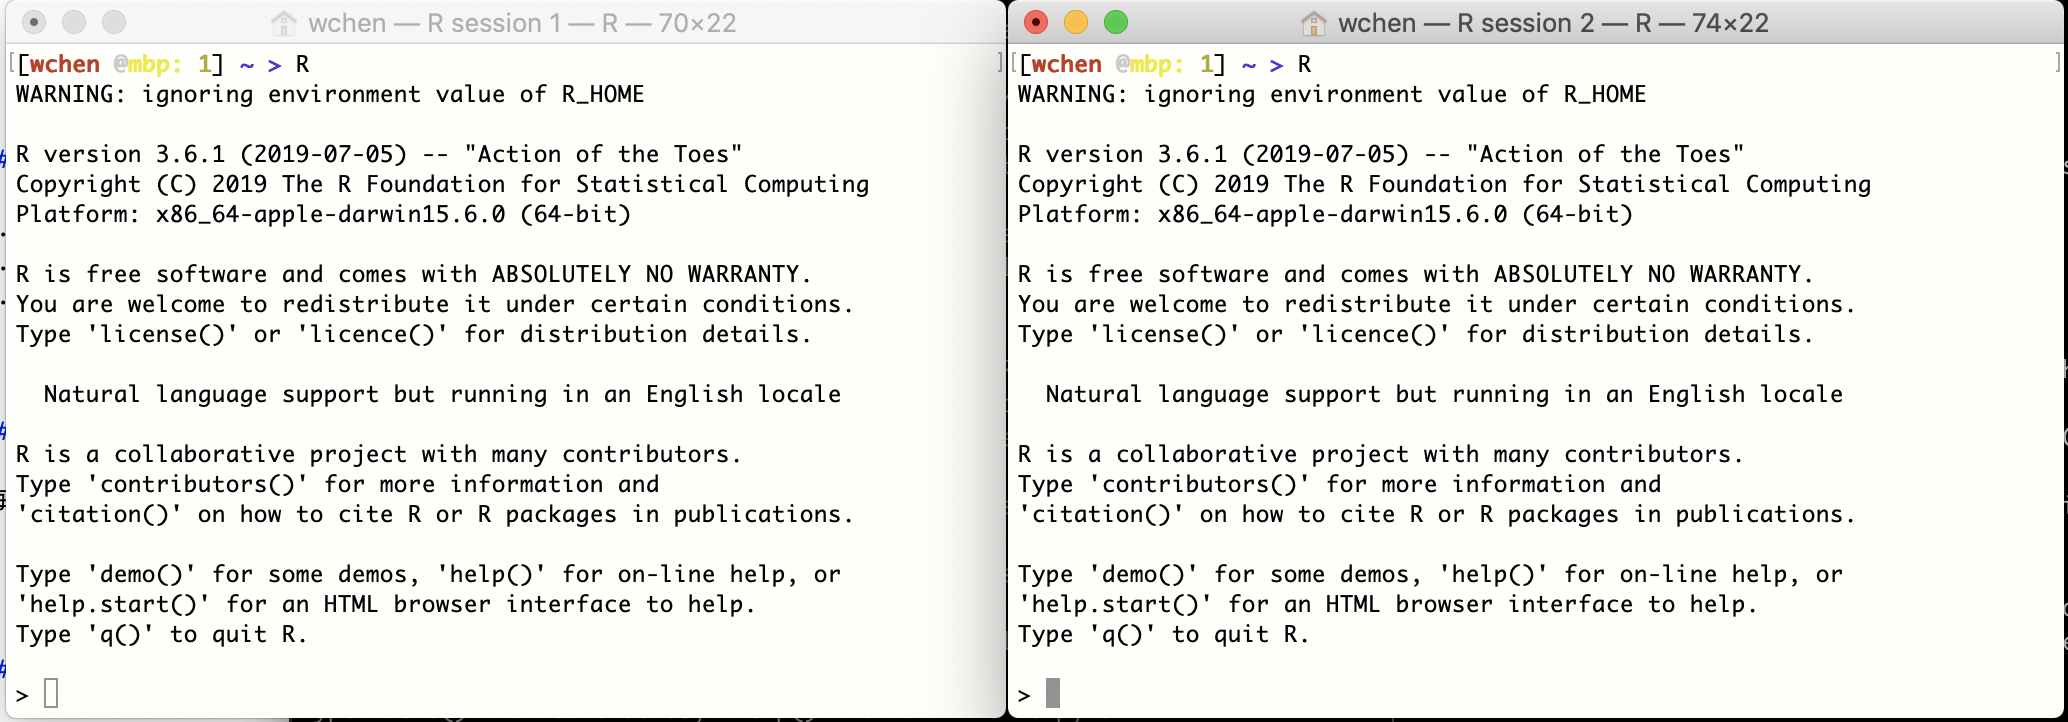 wchen — R session 1 — R — 70×22
[[wchen @mbp: 1] ~ > R ]
WARNING: ignoring environment value of R_HOME
R version 3.6.1 (2019-07-05) -- "Action of the Toes"
Copyright (C) 2019 The R Foundation for Statistical Computing
Platform: x86_64-apple-darwin15.6.0 (64-bit)
R is free software and comes with ABSOLUTELY NO WARRANTY.
You are welcome to redistribute it under certain conditions.
Type 'license()' or 'licence()' for distribution details.
Natural language support but running in an English locale
R is a collaborative project with many contributors.
Type 'contributors()' for more information and
'citation()' on how to cite R or R packages in publications.
Type 'demo()' for some demos, 'help()' for on-line help, or
'help.start()' for an HTML browser interface to help.
Type 'q()' to quit R.
>
wchen — R session 2 — R — 74×22
[[wchen @mbp: 1] ~ > R ]
WARNING: ignoring environment value of R_HOME
R version 3.6.1 (2019-07-05) -- "Action of the Toes"
Copyright (C) 2019 The R Foundation for Statistical Computing
Platform: x86_64-apple-darwin15.6.0 (64-bit)
R is free software and comes with ABSOLUTELY NO WARRANTY.
You are welcome to redistribute it under certain conditions.
Type 'license()' or 'licence()' for distribution details.
Natural language support but running in an English locale
R is a collaborative project with many contributors.
Type 'contributors()' for more information and
'citation()' on how to cite R or R packages in publications.
Type 'demo()' for some demos, 'help()' for on-line help, or
'help.start()' for an HTML browser interface to help.
Type 'q()' to quit R.
>